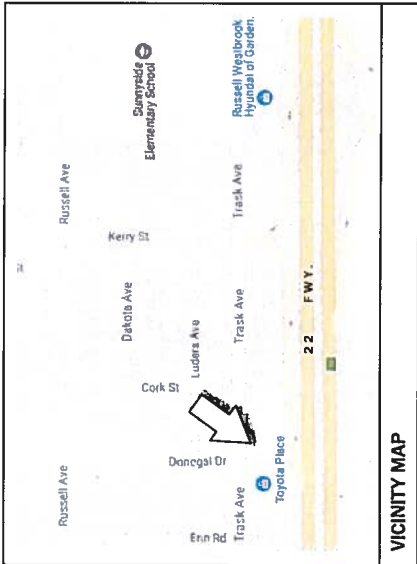 Russell Ave
Russell Ave
Sunnyside
Elementary School
Dakota Ave
Kerry St
Cork St
Luders Ave
Donegal Dr
Erin Rd
Trask Ave
Trask Ave
Trask Ave
Russell Westbrook
Hyundai of Garden.
Toyota Place
22 FWY.
VICINITY MAP